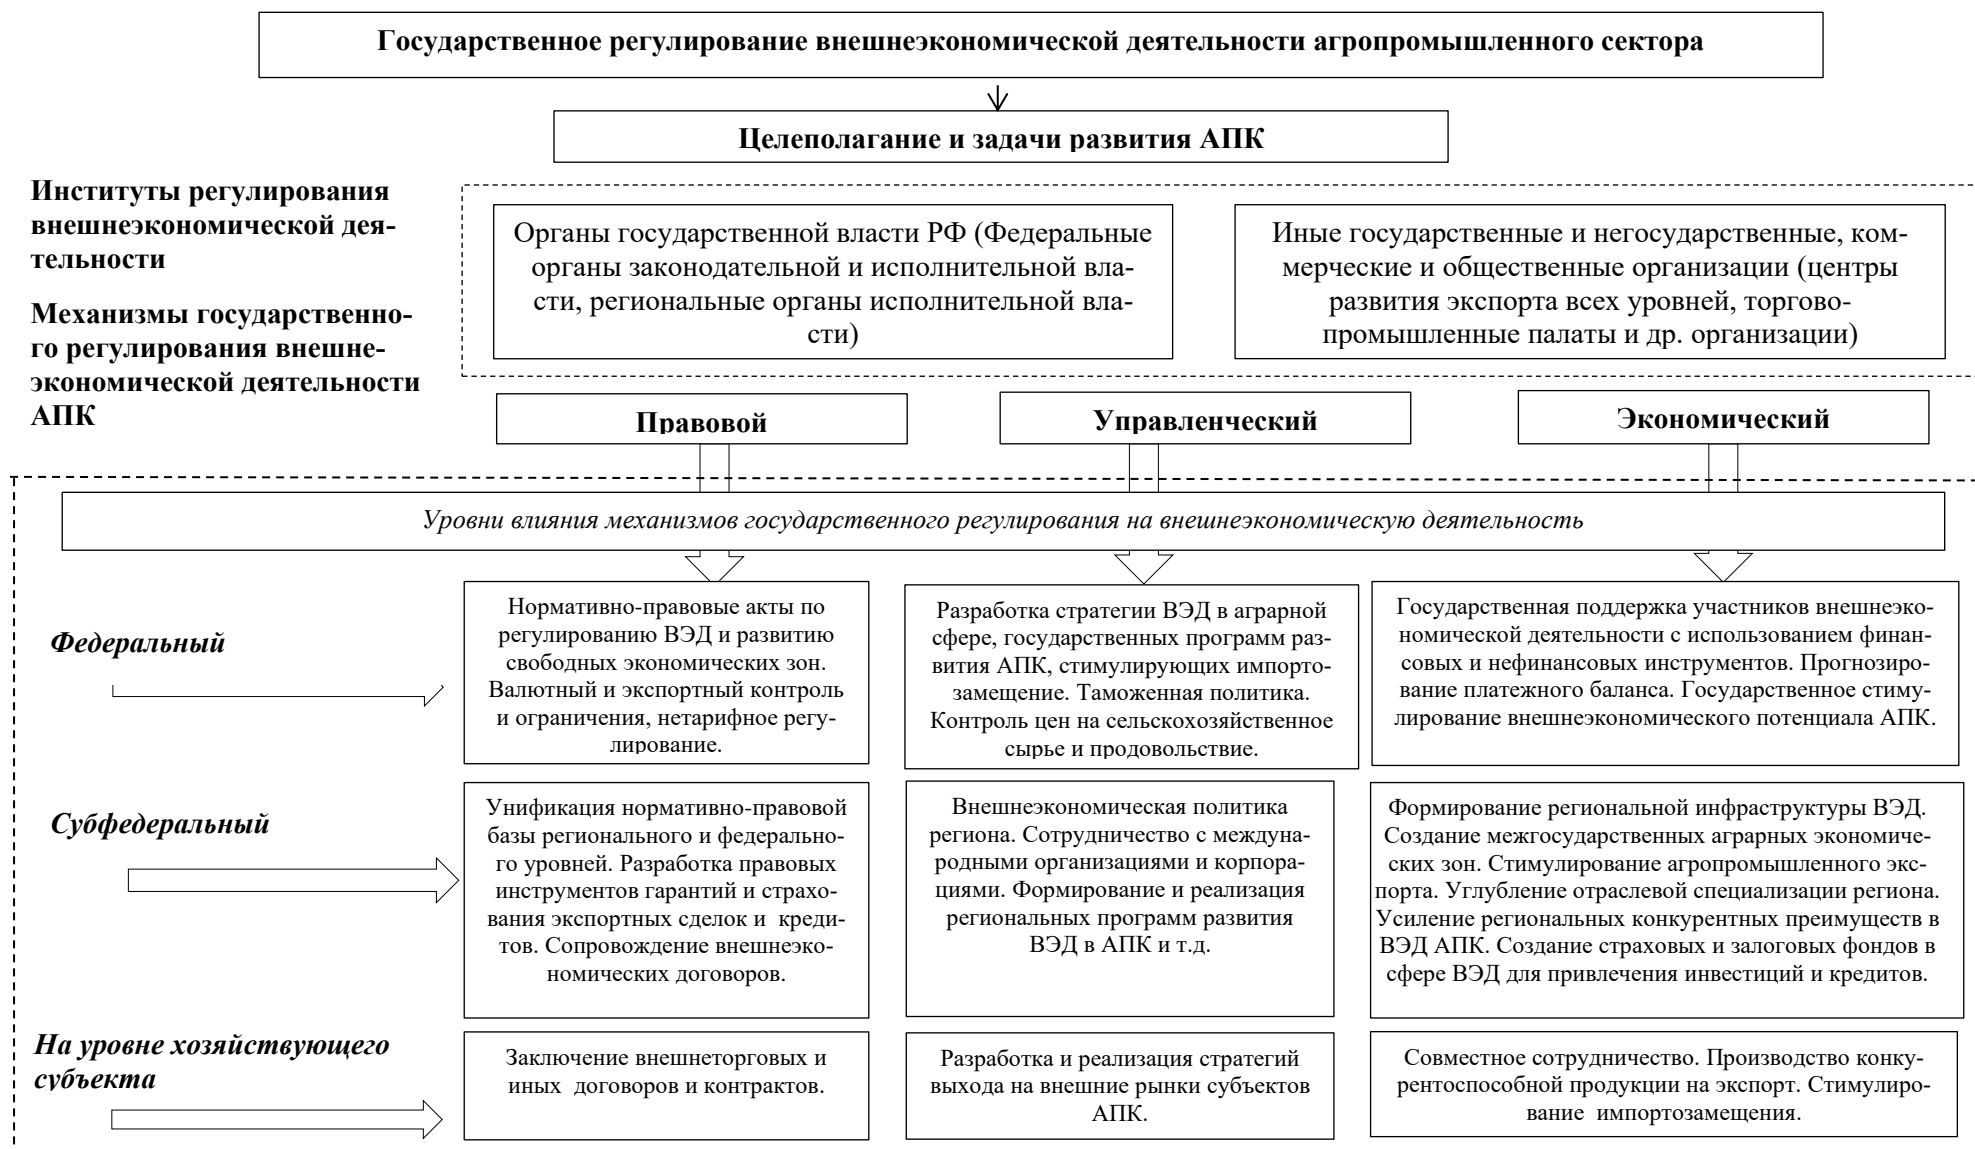 Государственное регулирование внешнеэкономической деятельности агропромышленного сектора
Целеполагание и задачи развития АПК
Институты регулирования
внешнеэкономической дея-
тельности
Органы государственной власти РФ (Федеральные
органы законодательной и исполнительной вла-
сти, региональные органы исполнительной вла-
сти)
Иные государственные и негосударственные, ком-
мерческие и общественные организации (центры
развития экспорта всех уровней, торгово-
промышленные палаты и др. организации)
Механизмы государственно-
го регулирования внешне-
экономической деятельности
АПК
Правовой
Управленческий
Экономический
Уровни влияния механизмов государственного регулирования на внешнеэкономическую деятельность
Федеральный
Нормативно-правовые акты по
регулированию ВЭД и развитию
свободных экономических зон.
Валютный и экспортный контроль
и ограничения, нетарифное регу-
лирование.
Разработка стратегии ВЭД в аграрной
сфере, государственных программ раз-
вития АПК, стимулирующих импорто-
замещение. Таможенная политика.
Контроль цен на сельскохозяйственное
сырье и продовольствие.
Государственная поддержка участников внешнеэко-
номической деятельности с использованием финан-
совых и нефинансовых инструментов. Прогнозиро-
вание платежного баланса. Государственное стиму-
лирование внешнеэкономического потенциала АПК.
Субфедеральный
Унификация нормативно-правовой
базы регионального и федерально-
го уровней. Разработка правовых
инструментов гарантий и страхо-
вания экспортных сделок и креди-
тов. Сопровождение внешнеэко-
номических договоров.
Внешнеэкономическая политика
региона. Сотрудничество с междуна-
родными организациями и корпора-
циями. Формирование и реализация
региональных программ развития
ВЭД в АПК и т.д.
Формирование региональной инфраструктуры ВЭД.
Создание межгосударственных аграрных экономиче-
ских зон. Стимулирование агропромышленного экс-
порта. Углубление отраслевой специализации региона.
Усиление региональных конкурентных преимуществ в
ВЭД АПК. Создание страховых и залоговых фондов в
сфере ВЭД для привлечения инвестиций и кредитов.
На уровне хозяйствующего
субъекта
Заключение внешнеторговых и
иных договоров и контрактов.
Разработка и реализация стратегий
выхода на внешние рынки субъектов
АПК.
Совместное сотрудничество. Производство конку-
рентоспособной продукции на экспорт. Стимулиро-
вание импортозамещения.